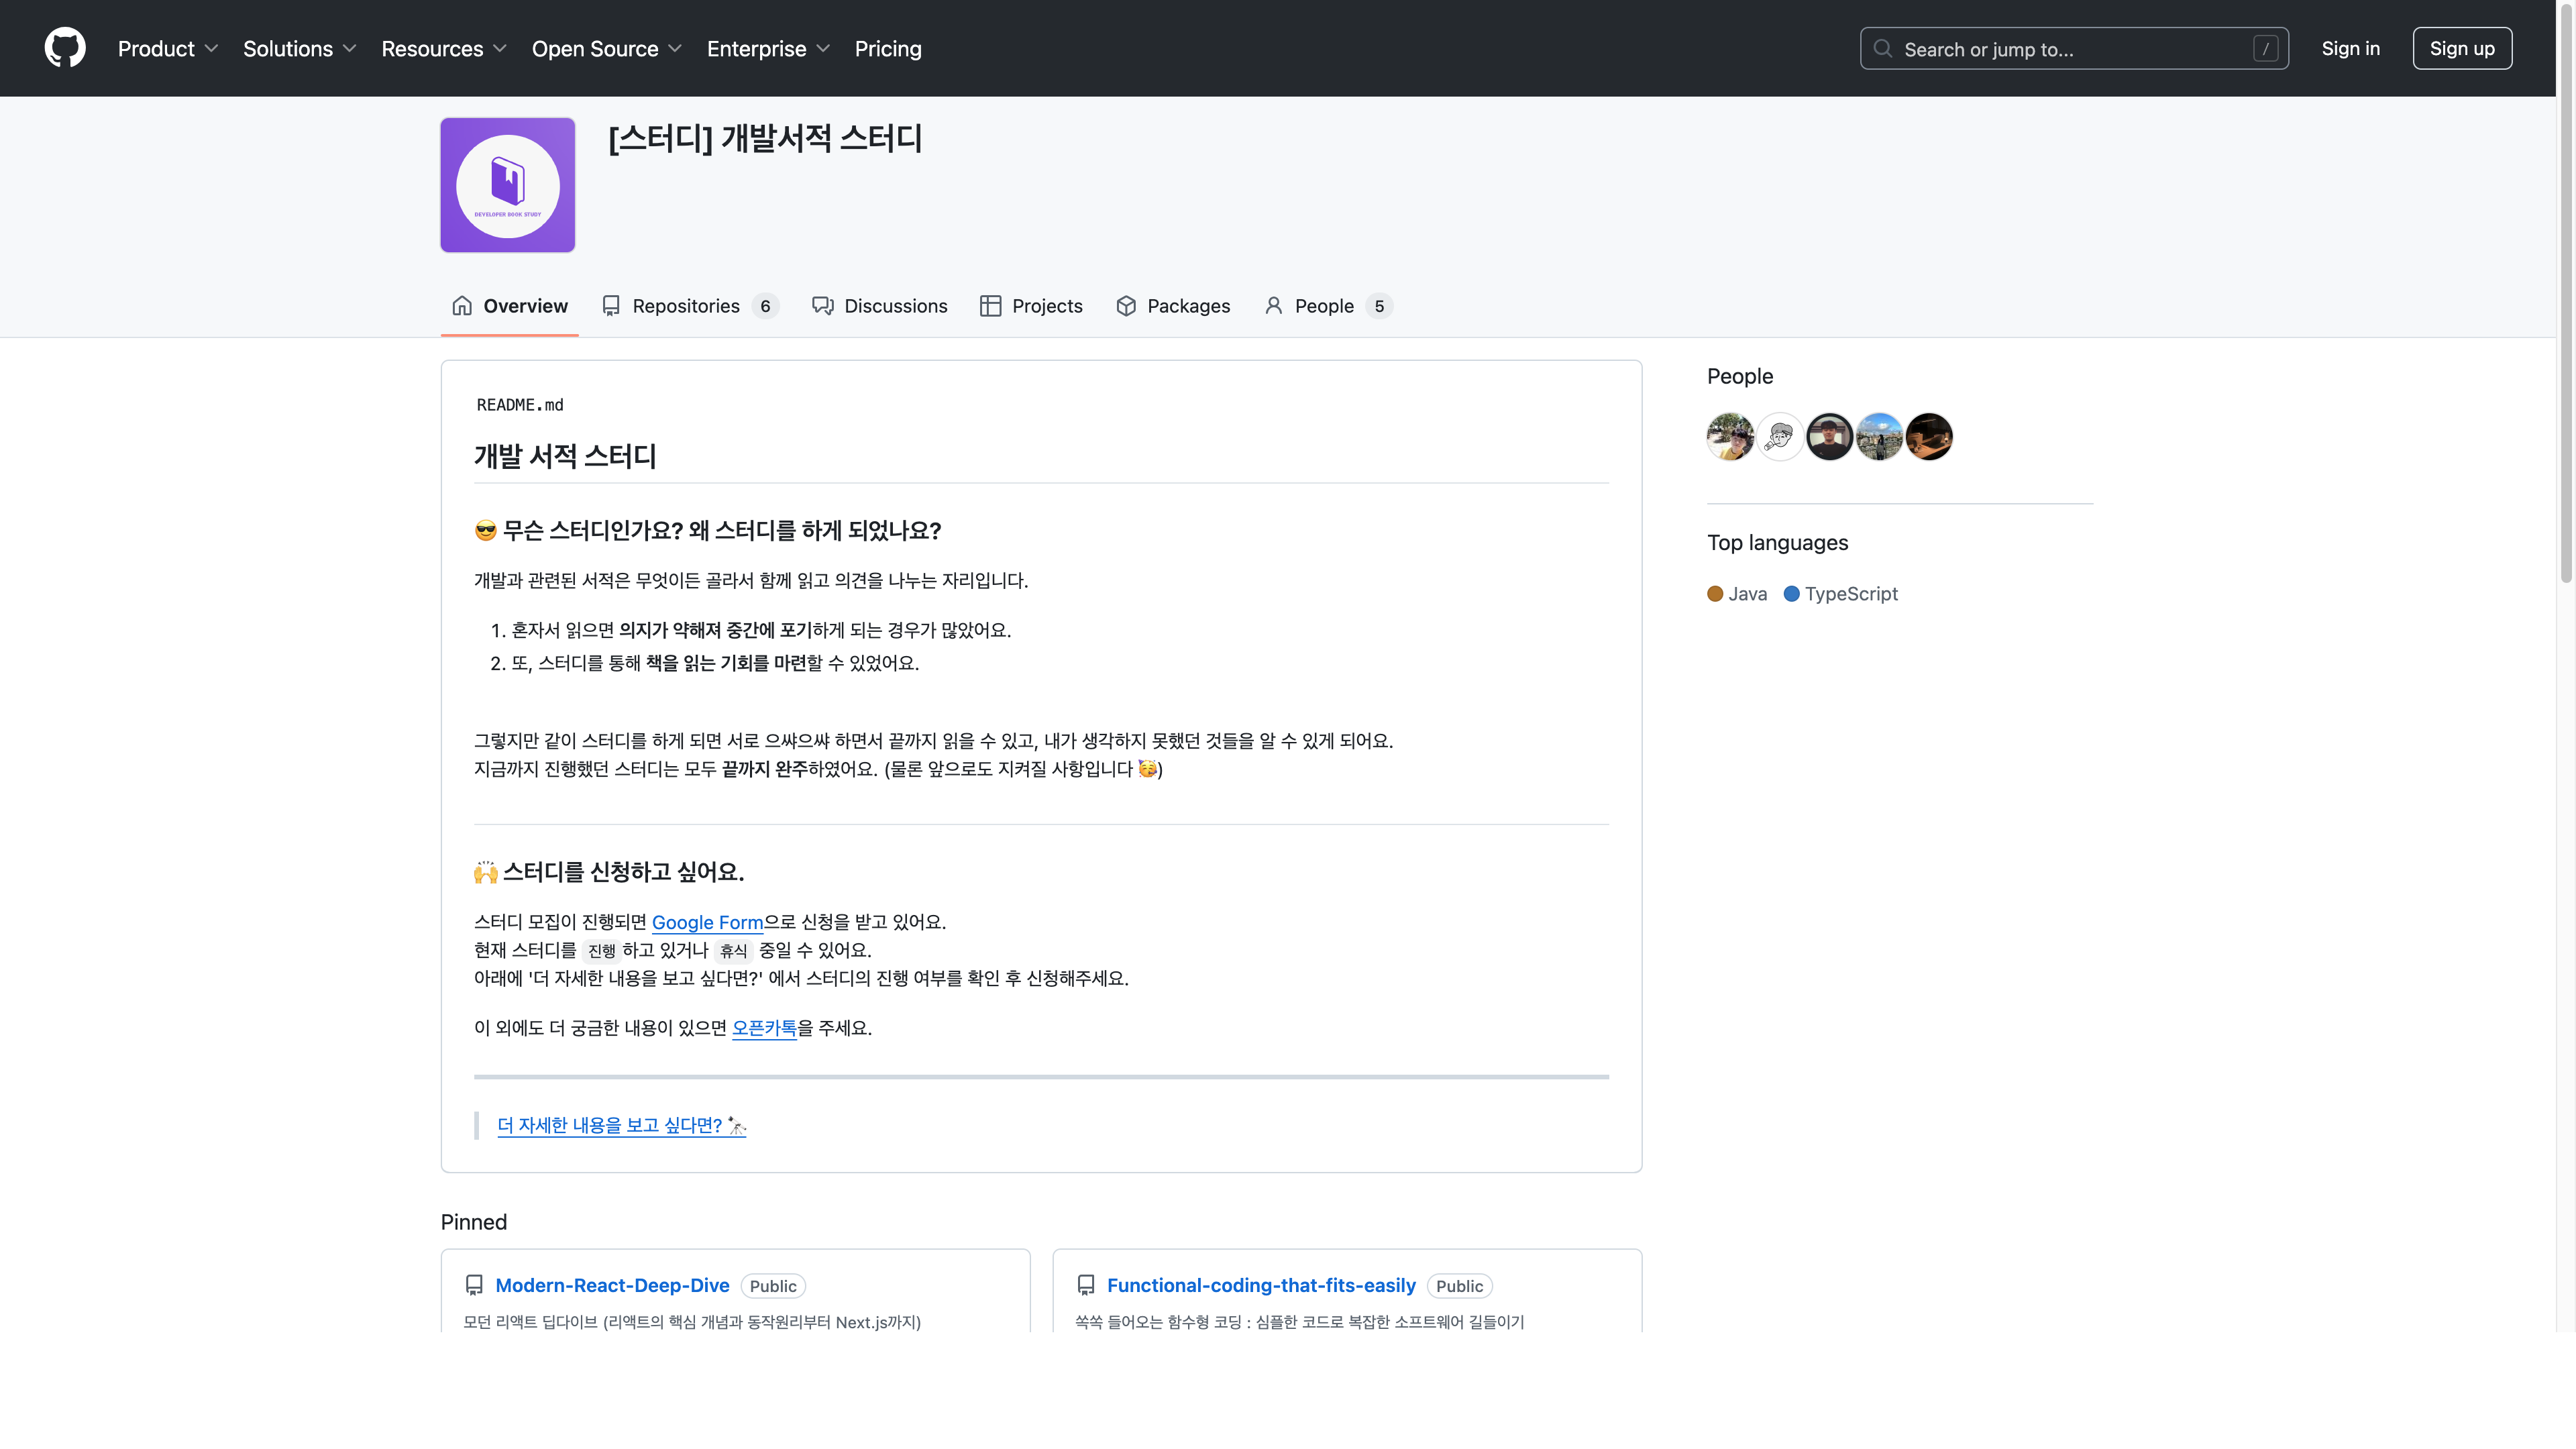 Product Solutions Resources Open Source Enterprise Pricing Search or jump to... / Sign in Sign up
[스터디] 개발서적 스터디
DEVELOPER BOOK STUDY
Overview Repositories 6 Discussions Projects Packages People 5
README.md
개발 서적 스터디
😎 무슨 스터디인가요? 왜 스터디를 하게 되었나요?
개발과 관련된 서적은 무엇이든 골라서 함께 읽고 의견을 나누는 자리입니다.
1. 혼자서 읽으면 의지가 약해져 중간에 포기하게 되는 경우가 많았어요.
2. 또, 스터디를 통해 책을 읽는 기회를 마련할 수 있었어요.
그렇지만 같이 스터디를 하게 되면 서로 으쌰으쌰 하면서 끝까지 읽을 수 있고, 내가 생각하지 못했던 것들을 알 수 있게 되어요.
지금까지 진행했던 스터디는 모두 끝까지 완주하였어요. (물론 앞으로도 지켜질 사항입니다 🥳)
🙌 스터디를 신청하고 싶어요.
스터디 모집이 진행되면 Google Form으로 신청을 받고 있어요.
현재 스터디를 진행 하고 있거나 휴식 중일 수 있어요.
아래에 '더 자세한 내용을 보고 싶다면?' 에서 스터디의 진행 여부를 확인 후 신청해주세요.
이 외에도 더 궁금한 내용이 있으면 오픈카톡을 주세요.
더 자세한 내용을 보고 싶다면? 🔭
People
Top languages
Java TypeScript
Pinned
Modern-React-Deep-Dive Public
모던 리액트 딥다이브 (리액트의 핵심 개념과 동작원리부터 Next.js까지)
Functional-coding-that-fits-easily Public
쏙쏙 들어오는 함수형 코딩 : 심플한 코드로 복잡한 소프트웨어 길들이기